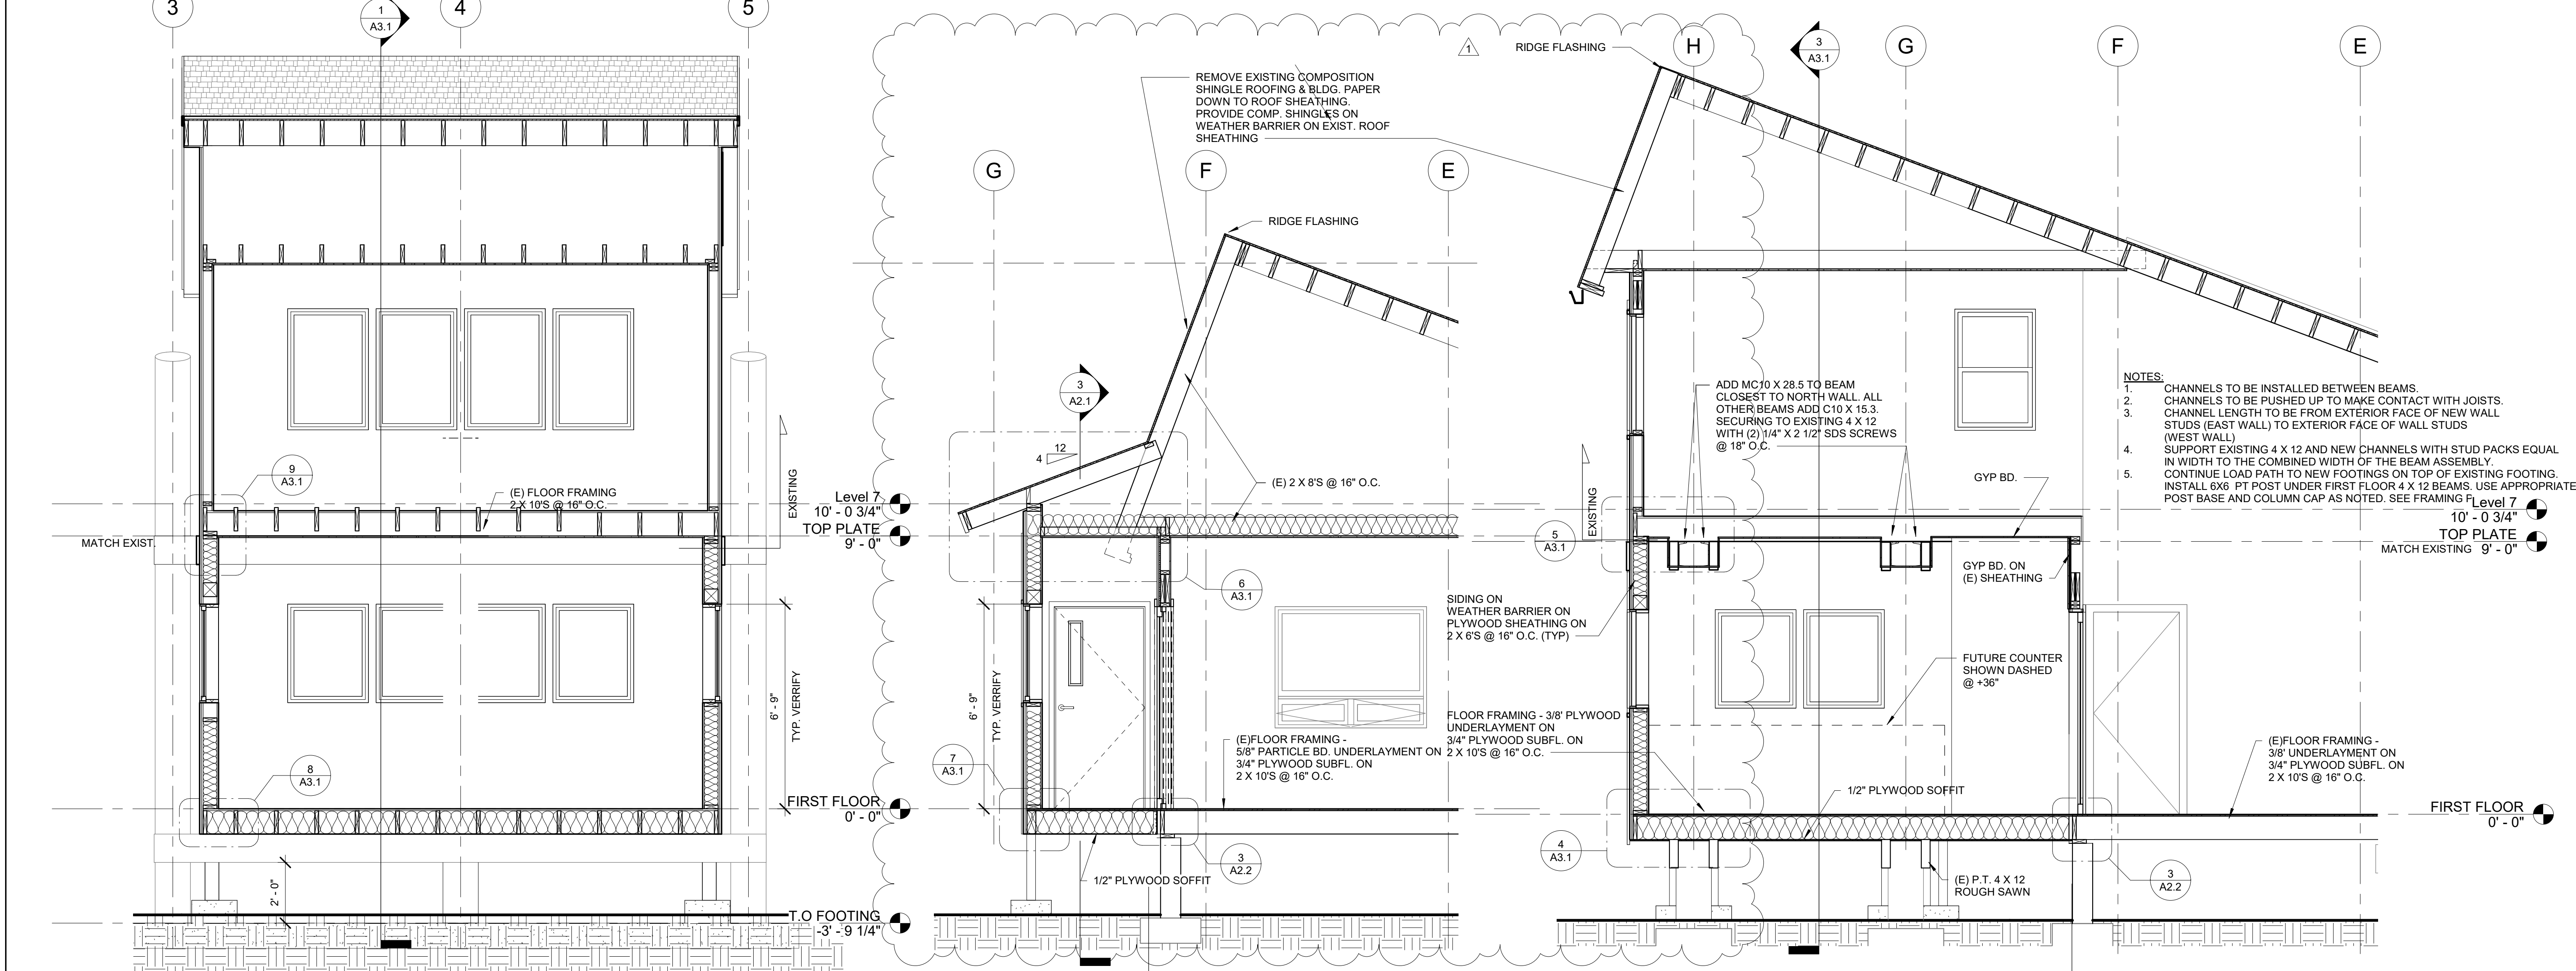 3
4
5
1
A3.1
9
A3.1
(E) FLOOR FRAMING
2 X 10'S @ 16" O.C.
MATCH EXIST.
EXISTING
Level 7
10' - 0 3/4"
TOP PLATE
9' - 0"
6' - 9"
TYP. VERRIFY
8
A3.1
FIRST FLOOR
0' - 0"
2' - 0"
T.O FOOTING
-3' - 9 1/4"
1
REMOVE EXISTING COMPOSITION
SHINGLE ROOFING & BLDG. PAPER
DOWN TO ROOF SHEATHING.
PROVIDE COMP. SHINGLES ON
WEATHER BARRIER ON EXIST. ROOF
SHEATHING
G
F
E
RIDGE FLASHING
3
A2.1
12
4
(E) 2 X 8'S @ 16" O.C.
6
A3.1
6' - 9"
TYP. VERRIFY
7
A3.1
(E)FLOOR FRAMING -
5/8" PARTICLE BD. UNDERLAYMENT ON
3/4" PLYWOOD SUBFL. ON
2 X 10'S @ 16" O.C.
3
A2.2
1/2" PLYWOOD SOFFIT
RIDGE FLASHING
H
3
A3.1
G
F
E
ADD MC10 X 28.5 TO BEAM
CLOSEST TO NORTH WALL. ALL
OTHER BEAMS ADD C10 X 15.3.
SECURING TO EXISTING 4 X 12
WITH (2) 1/4" X 2 1/2" SDS SCREWS
@ 18" O.C.
EXISTING
5
A3.1
GYP BD.
GYP BD. ON
(E) SHEATHING
SIDING ON
WEATHER BARRIER ON
PLYWOOD SHEATHING ON
2 X 6'S @ 16" O.C. (TYP)
FUTURE COUNTER
SHOWN DASHED
@ +36"
FLOOR FRAMING - 3/8' PLYWOOD
UNDERLAYMENT ON
3/4" PLYWOOD SUBFL. ON
2 X 10'S @ 16" O.C.
1/2" PLYWOOD SOFFIT
4
A3.1
(E) P.T. 4 X 12
ROUGH SAWN
3
A2.2
(E)FLOOR FRAMING -
3/8' UNDERLAYMENT ON
3/4" PLYWOOD SUBFL. ON
2 X 10'S @ 16" O.C.
NOTES:
1. CHANNELS TO BE INSTALLED BETWEEN BEAMS.
2. CHANNELS TO BE PUSHED UP TO MAKE CONTACT WITH JOISTS.
3. CHANNEL LENGTH TO BE FROM EXTERIOR FACE OF NEW WALL
STUDS (EAST WALL) TO EXTERIOR FACE OF WALL STUDS
(WEST WALL)
4. SUPPORT EXISTING 4 X 12 AND NEW CHANNELS WITH STUD PACKS EQUAL
IN WIDTH TO THE COMBINED WIDTH OF THE BEAM ASSEMBLY.
5. CONTINUE LOAD PATH TO NEW FOOTINGS ON TOP OF EXISTING FOOTING.
INSTALL 6X6 PT POST UNDER FIRST FLOOR 4 X 12 BEAMS. USE APPROPRIATE
POST BASE AND COLUMN CAP AS NOTED. SEE FRAMING
Level 7
10' - 0 3/4"
TOP PLATE
MATCH EXISTING 9' - 0"
FIRST FLOOR
0' - 0"